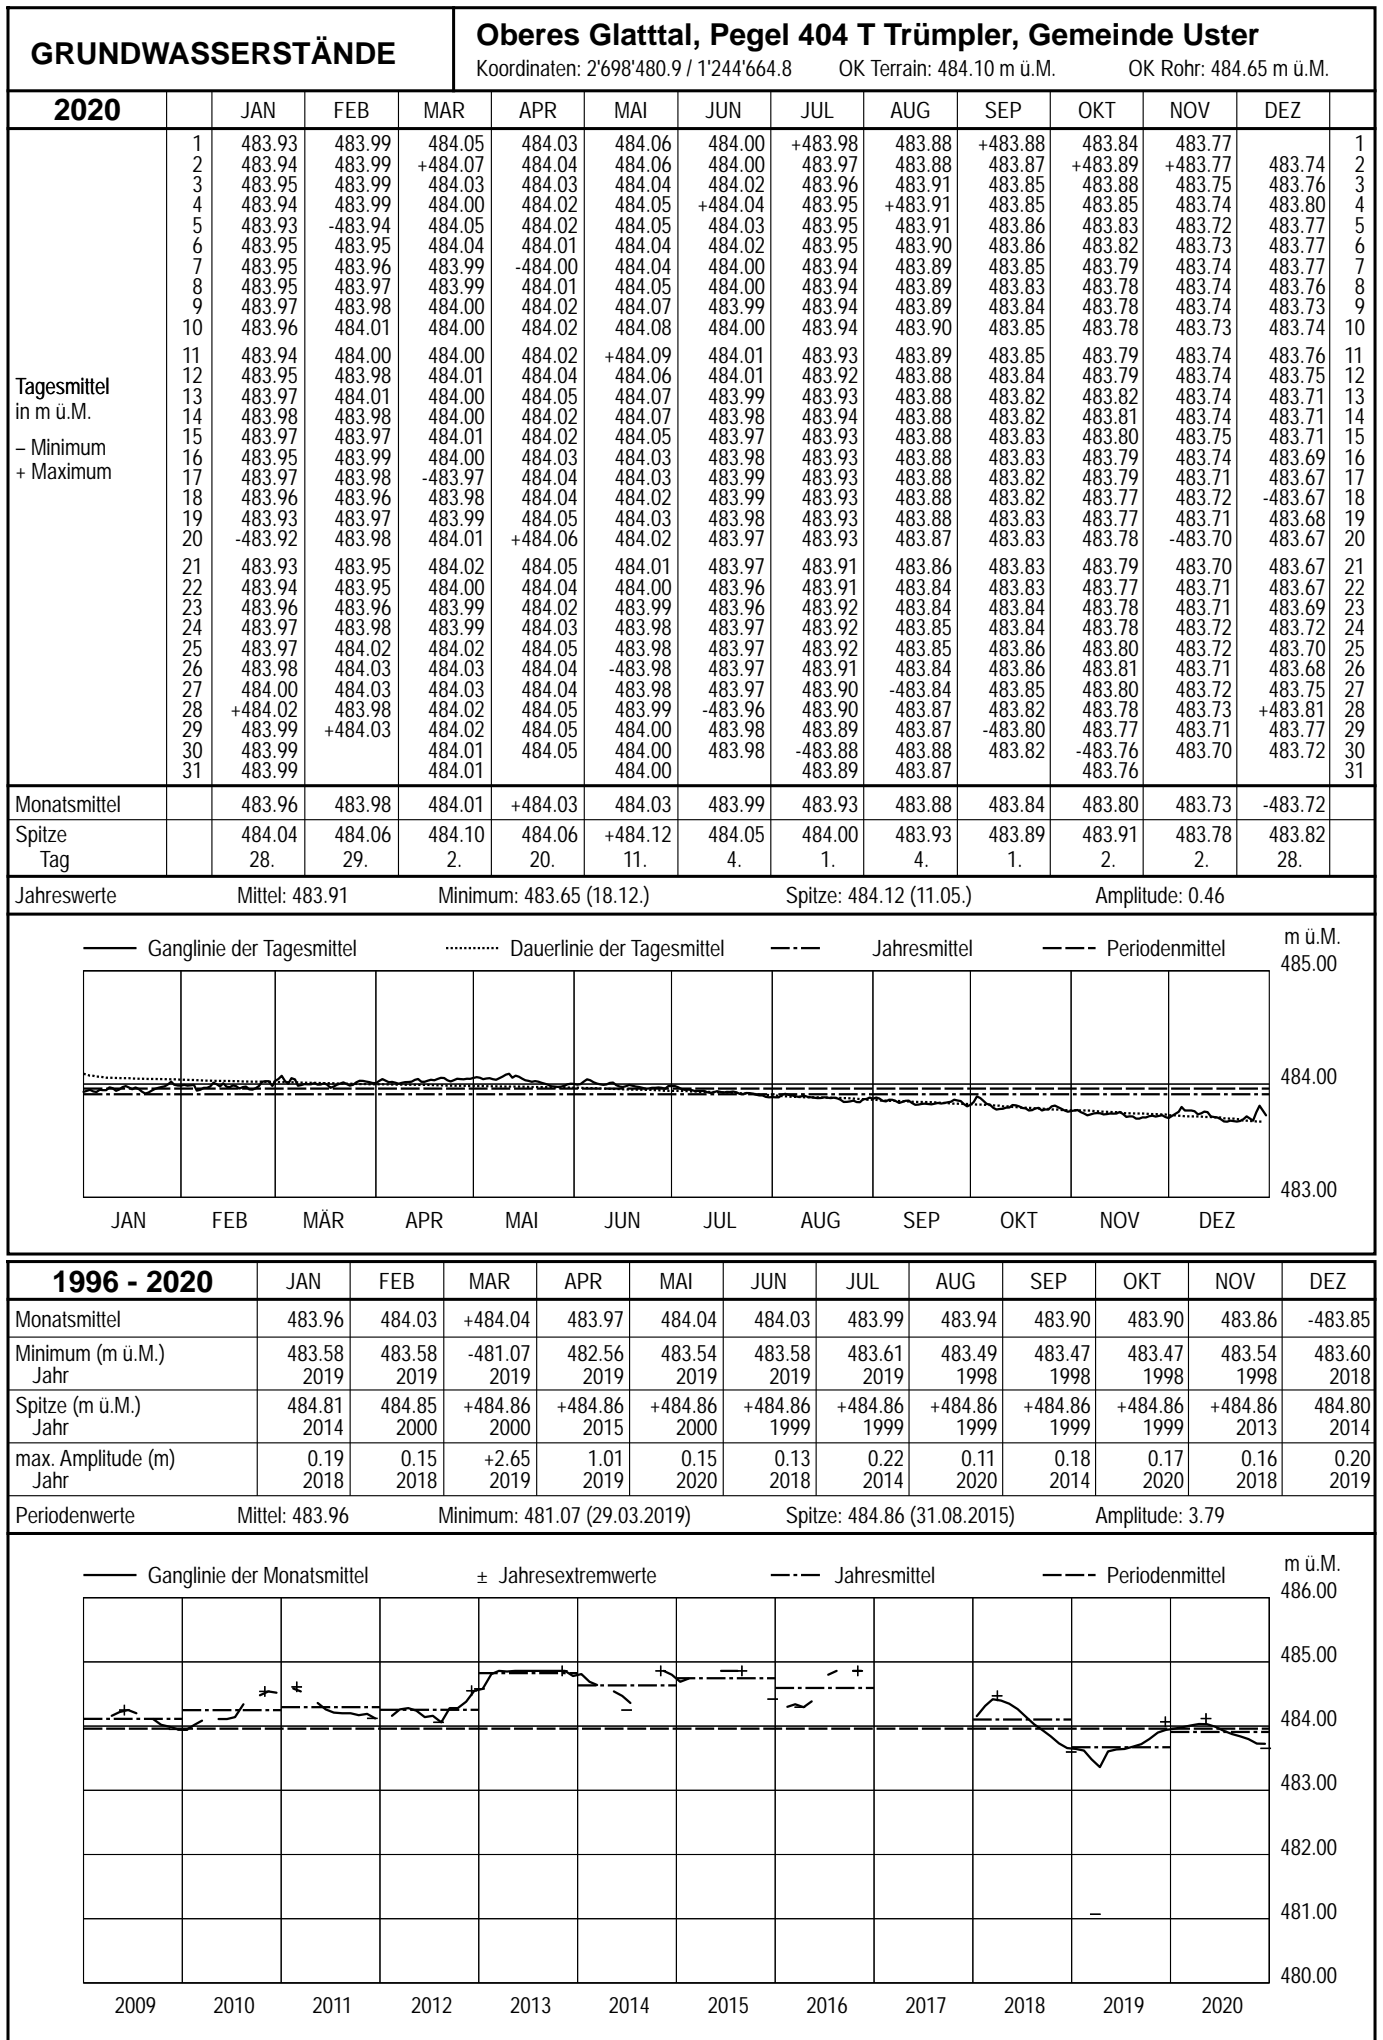 GRUNDWASSERSTÄNDE
Oberes Glatttal, Pegel 404 T Trümpler, Gemeinde Uster
Koordinaten: 2'698'480.9 / 1'244'664.8 OK Terrain: 484.10 m ü.M. OK Rohr: 484.65 m ü.M.
2020 JAN FEB MAR APR MAI JUN JUL AUG SEP OKT NOV DEZ
1 483.93 483.99 484.05 484.03 484.06 484.00 +483.98 483.88 +483.88 483.84 483.77 1
2 483.94 483.99 +484.07 484.04 484.06 484.00 483.97 483.88 483.87 +483.89 +483.77 483.74 2
3 483.95 483.99 484.03 484.03 484.04 484.02 483.96 483.91 483.85 483.88 483.75 483.76 3
4 483.94 483.99 484.00 484.02 484.05 +484.04 483.95 +483.91 483.85 483.85 483.74 483.80 4
5 483.93 -483.94 484.05 484.02 484.05 484.03 483.95 483.91 483.86 483.83 483.72 483.77 5
6 483.95 483.95 484.04 484.01 484.04 484.02 483.95 483.90 483.86 483.82 483.73 483.77 6
7 483.95 483.96 483.99 -484.00 484.04 484.00 483.94 483.89 483.85 483.79 483.74 483.77 7
8 483.95 483.97 483.99 484.01 484.05 484.00 483.94 483.89 483.83 483.78 483.74 483.76 8
9 483.97 483.98 484.00 484.02 484.07 483.99 483.94 483.89 483.84 483.78 483.74 483.73 9
10 483.96 484.01 484.00 484.02 484.08 484.00 483.94 483.90 483.85 483.78 483.73 483.74 10
11 483.94 484.00 484.00 484.02 +484.09 484.01 483.93 483.89 483.85 483.79 483.74 483.76 11
12 483.95 483.98 484.01 484.04 484.06 484.01 483.92 483.88 483.84 483.79 483.74 483.75 12
Tagesmittel
13 483.97 484.01 484.00 484.05 484.07 483.99 483.93 483.88 483.82 483.82 483.74 483.71 13
in m ü.M.
14 483.98 483.98 484.00 484.02 484.07 483.98 483.94 483.88 483.82 483.81 483.74 483.71 14
15 483.97 483.97 484.01 484.02 484.05 483.97 483.93 483.88 483.83 483.80 483.75 483.71 15
– Minimum
16 483.95 483.99 484.00 484.03 484.03 483.98 483.93 483.88 483.83 483.79 483.74 483.69 16
+ Maximum
17 483.97 483.98 -483.97 484.04 484.03 483.99 483.93 483.88 483.82 483.79 483.71 483.67 17
18 483.96 483.96 483.98 484.04 484.02 483.99 483.93 483.88 483.82 483.77 483.72 -483.67 18
19 483.93 483.97 483.99 484.05 484.03 483.98 483.93 483.88 483.83 483.77 483.71 483.68 19
20 -483.92 483.98 484.01 +484.06 484.02 483.97 483.93 483.87 483.83 483.78 -483.70 483.67 20
21 483.93 483.95 484.02 484.05 484.01 483.97 483.91 483.86 483.83 483.79 483.70 483.67 21
22 483.94 483.95 484.00 484.04 484.00 483.96 483.91 483.84 483.83 483.77 483.71 483.67 22
23 483.96 483.96 483.99 484.02 483.99 483.96 483.92 483.84 483.84 483.78 483.71 483.69 23
24 483.97 483.98 483.99 484.03 483.98 483.97 483.92 483.85 483.84 483.78 483.72 483.72 24
25 483.97 484.02 484.02 484.05 483.98 483.97 483.92 483.85 483.86 483.80 483.72 483.70 25
26 483.98 484.03 484.03 484.04 -483.98 483.97 483.91 483.84 483.86 483.81 483.71 483.68 26
27 484.00 484.03 484.03 484.04 483.98 483.97 483.90 -483.84 483.85 483.80 483.72 483.75 27
28 +484.02 483.98 484.02 484.05 483.99 -483.96 483.90 483.87 483.82 483.78 483.73 +483.81 28
29 483.99 +484.03 484.02 484.05 484.00 483.98 483.89 483.87 -483.80 483.77 483.71 483.77 29
30 483.99 484.01 484.05 484.00 483.98 -483.88 483.88 483.82 -483.76 483.70 483.72 30
31 483.99 484.01 484.00 483.89 483.87 483.76 31
Monatsmittel 483.96 483.98 484.01 +484.03 484.03 483.99 483.93 483.88 483.84 483.80 483.73 -483.72
Spitze 484.04 484.06 484.10 484.06 +484.12 484.05 484.00 483.93 483.89 483.91 483.78 483.82
Tag 28. 29. 2. 20. 11. 4. 1. 4. 1. 2. 2. 28.
Jahreswerte Mittel: 483.91 Minimum: 483.65 (18.12.) Spitze: 484.12 (11.05.) Amplitude: 0.46
Ganglinie der Tagesmittel Dauerlinie der Tagesmittel Jahresmittel Periodenmittel m ü.M.
485.00
484.00
483.00
JAN FEB MÄR APR MAI JUN JUL AUG SEP OKT NOV DEZ
1996 - 2020 JAN FEB MAR APR MAI JUN JUL AUG SEP OKT NOV DEZ
Monatsmittel 483.96 484.03 +484.04 483.97 484.04 484.03 483.99 483.94 483.90 483.90 483.86 -483.85
Minimum (m ü.M.) 483.58 483.58 -481.07 482.56 483.54 483.58 483.61 483.49 483.47 483.47 483.54 483.60
Jahr 2019 2019 2019 2019 2019 2019 2019 1998 1998 1998 1998 2018
Spitze (m ü.M.) 484.81 484.85 +484.86 +484.86 +484.86 +484.86 +484.86 +484.86 +484.86 +484.86 +484.86 484.80
Jahr 2014 2000 2000 2015 2000 1999 1999 1999 1999 1999 2013 2014
max. Amplitude (m) 0.19 0.15 +2.65 1.01 0.15 0.13 0.22 0.11 0.18 0.17 0.16 0.20
Jahr 2018 2018 2019 2019 2020 2018 2014 2020 2014 2020 2018 2019
Periodenwerte Mittel: 483.96 Minimum: 481.07 (29.03.2019) Spitze: 484.86 (31.08.2015) Amplitude: 3.79
Ganglinie der Monatsmittel ± Jahresextremwerte Jahresmittel Periodenmittel m ü.M.
486.00
485.00
484.00
483.00
482.00
481.00
480.00
2009 2010 2011 2012 2013 2014 2015 2016 2017 2018 2019 2020